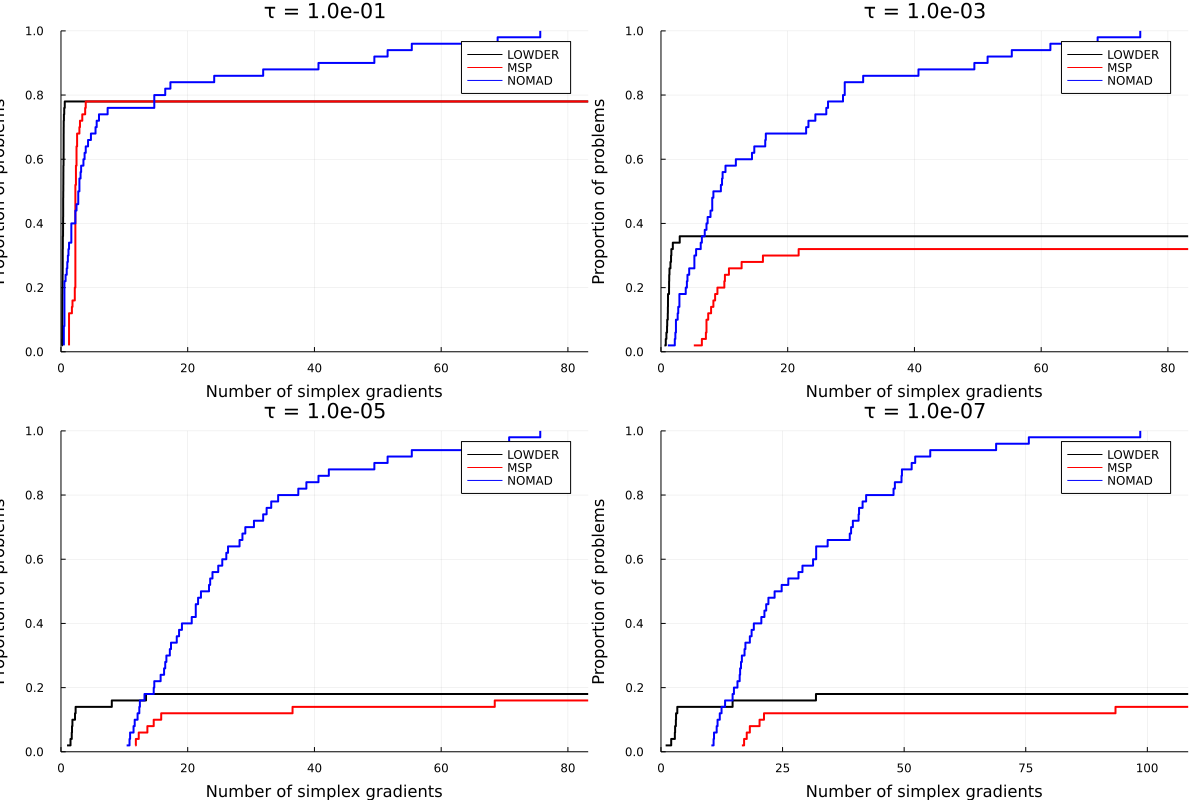 τ = 1.0e-01
Proportion of problems
1.0
0.8
0.6
0.4
0.2
0.0
0
20
40
60
80
Number of simplex gradients
LOWDER
MSP
NOMAD
τ = 1.0e-03
Proportion of problems
1.0
0.8
0.6
0.4
0.2
0.0
0
20
40
60
80
Number of simplex gradients
LOWDER
MSP
NOMAD
τ = 1.0e-05
Proportion of problems
1.0
0.8
0.6
0.4
0.2
0.0
0
20
40
60
80
Number of simplex gradients
LOWDER
MSP
NOMAD
τ = 1.0e-07
Proportion of problems
1.0
0.8
0.6
0.4
0.2
0.0
0
25
50
75
100
Number of simplex gradients
LOWDER
MSP
NOMAD